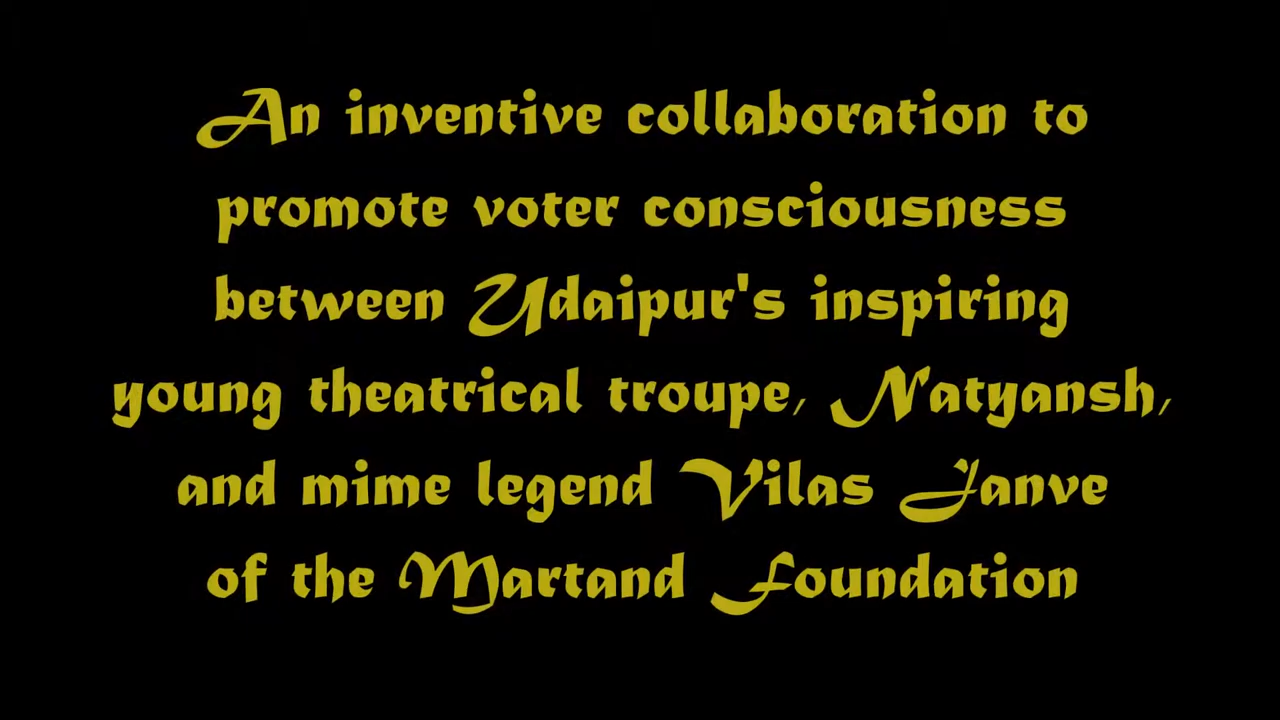 An inventive collaboration to
promote voter consciousness
between Udaipur's inspiring
young theatrical troupe, Natyansh,
and mime legend Vilas Janve
of the Martand Foundation